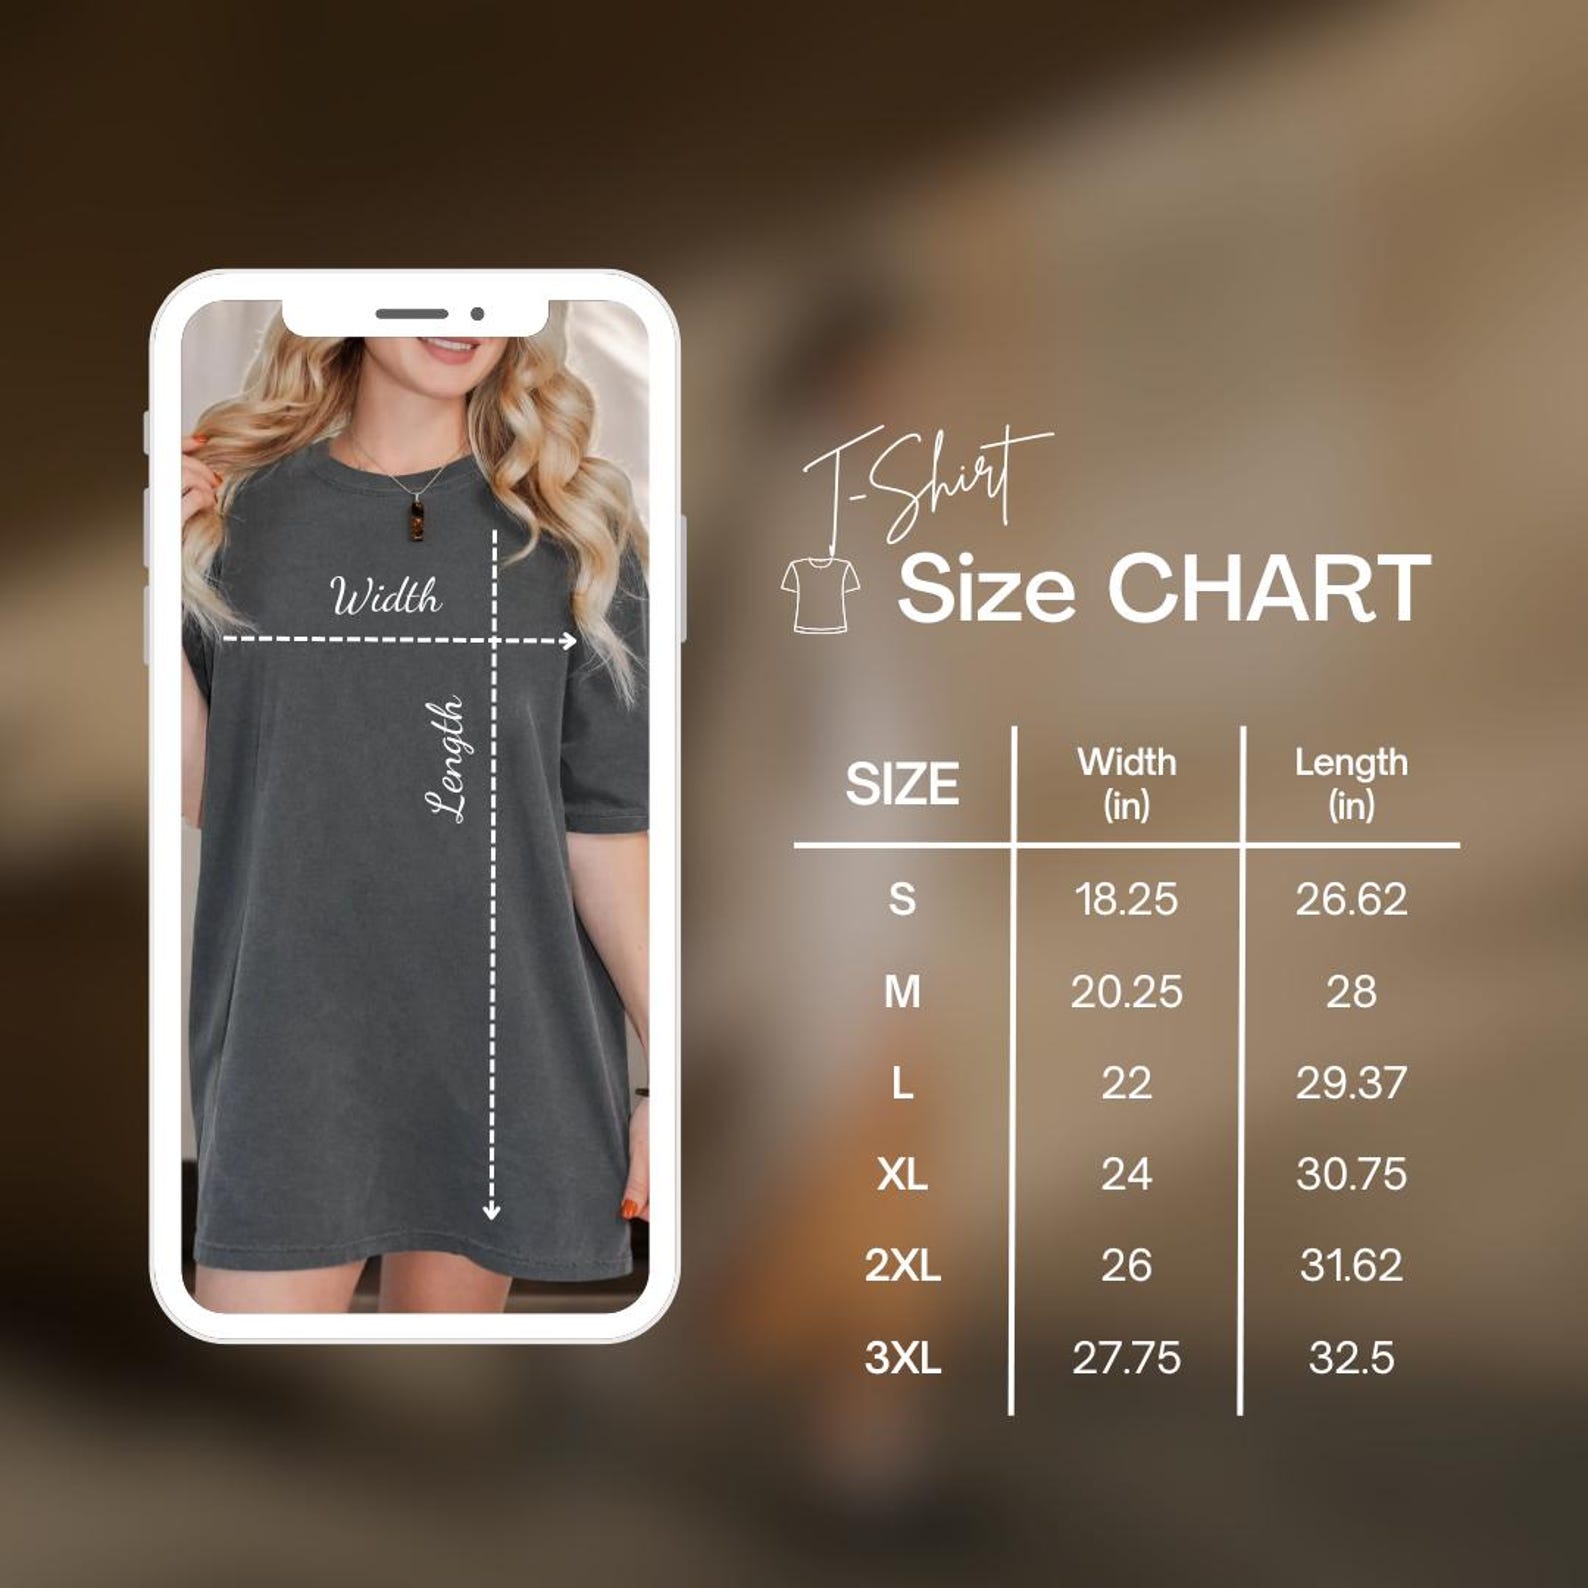 Width
Length
T-Shirt
Size CHART
SIZE
Width
(in)
Length
(in)
S 18.25 26.62
M 20.25 28
L 22 29.37
XL 24 30.75
2XL 26 31.62
3XL 27.75 32.5